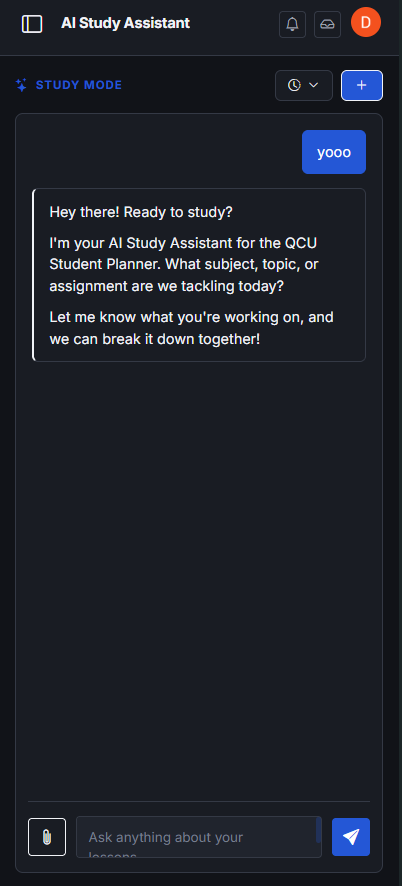 AI Study Assistant
D
STUDY MODE
yooo
Hey there! Ready to study?
I'm your AI Study Assistant for the QCU
Student Planner. What subject, topic, or
assignment are we tackling today?
Let me know what you're working on, and
we can break it down together!
Ask anything about your
lessons